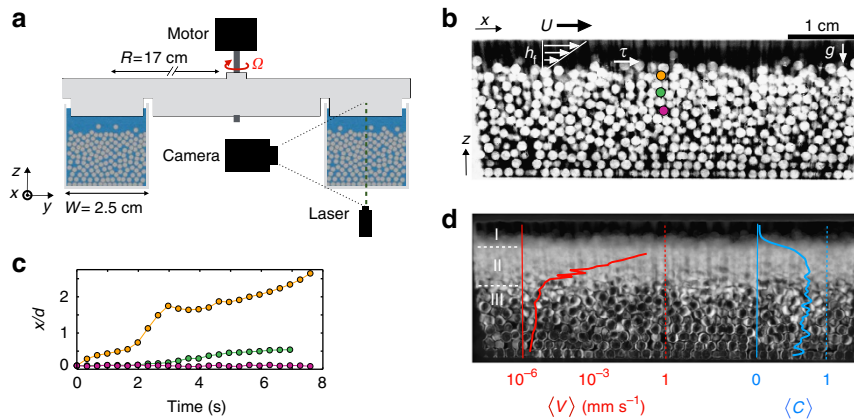 a
Motor
R= 17 cm
Ω
Camera
z
x
y
W= 2.5 cm
Laser
b
x
U
1 cm
hf
τ
g
z
c
x/d
2
1
0
0 2 4 6 8
Time (s)
d
I
II
III
10−6 10−3 1 0 1
⟨V⟩ (mm s−1) ⟨C⟩